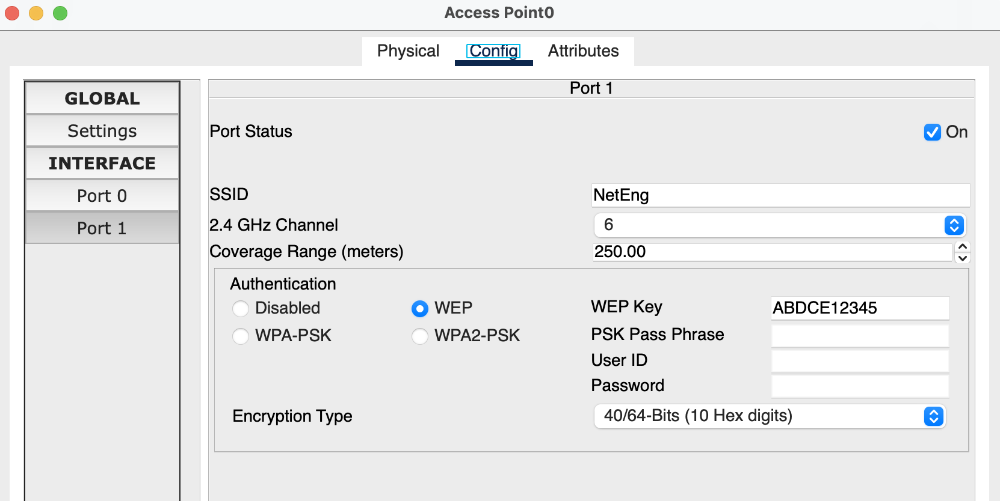 Access Point0
Physical Config Attributes
GLOBAL
Settings
INTERFACE
Port 0
Port 1
Port 1
Port Status On
SSID NetEng
2.4 GHz Channel 6
Coverage Range (meters) 250.00
Authentication
Disabled WEP WEP Key ABDCE12345
WPA-PSK WPA2-PSK PSK Pass Phrase
User ID
Password
Encryption Type 40/64-Bits (10 Hex digits)